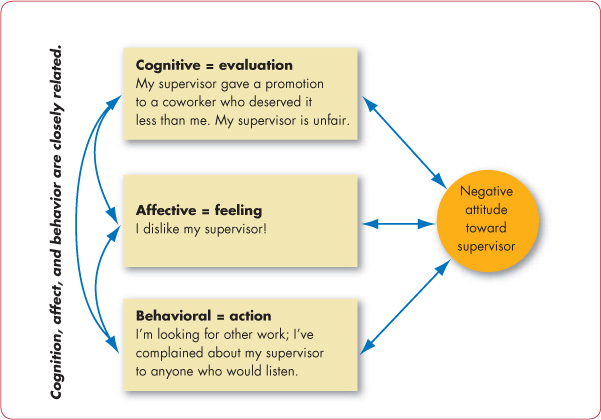 Cognition, affect, and behavior are closely related.
Cognitive = evaluation
My supervisor gave a promotion
to a coworker who deserved it
less than me. My supervisor is unfair.
Affective = feeling
I dislike my supervisor!
Behavioral = action
I’m looking for other work; I’ve
complained about my supervisor
to anyone who would listen.
Negative
attitude
toward
supervisor